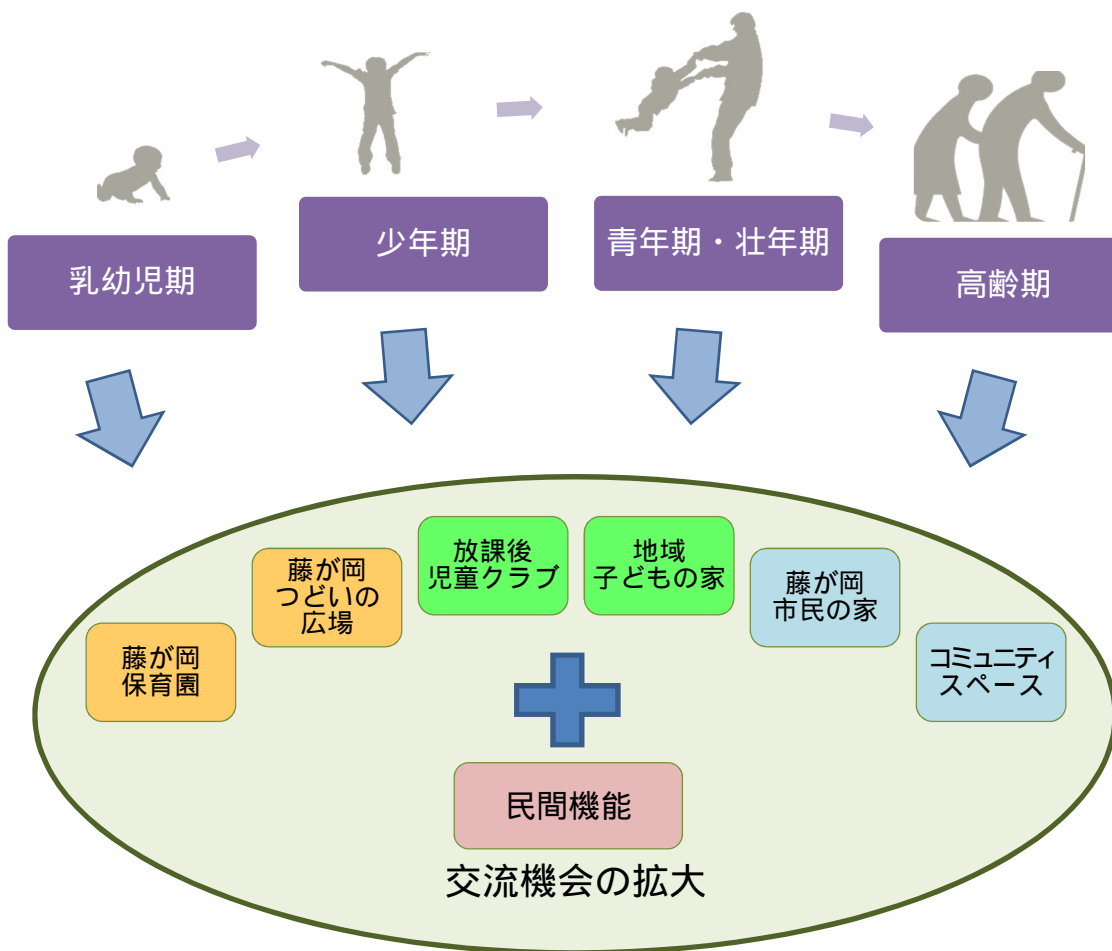 乳幼児期
少年期
青年期・壮年期
高齢期
藤が岡
保育園
藤が岡
つどいの
広場
放課後
児童クラブ
地域
子どもの家
藤が岡
市民の家
コミュニティ
スペース
民間機能
交流機会の拡大